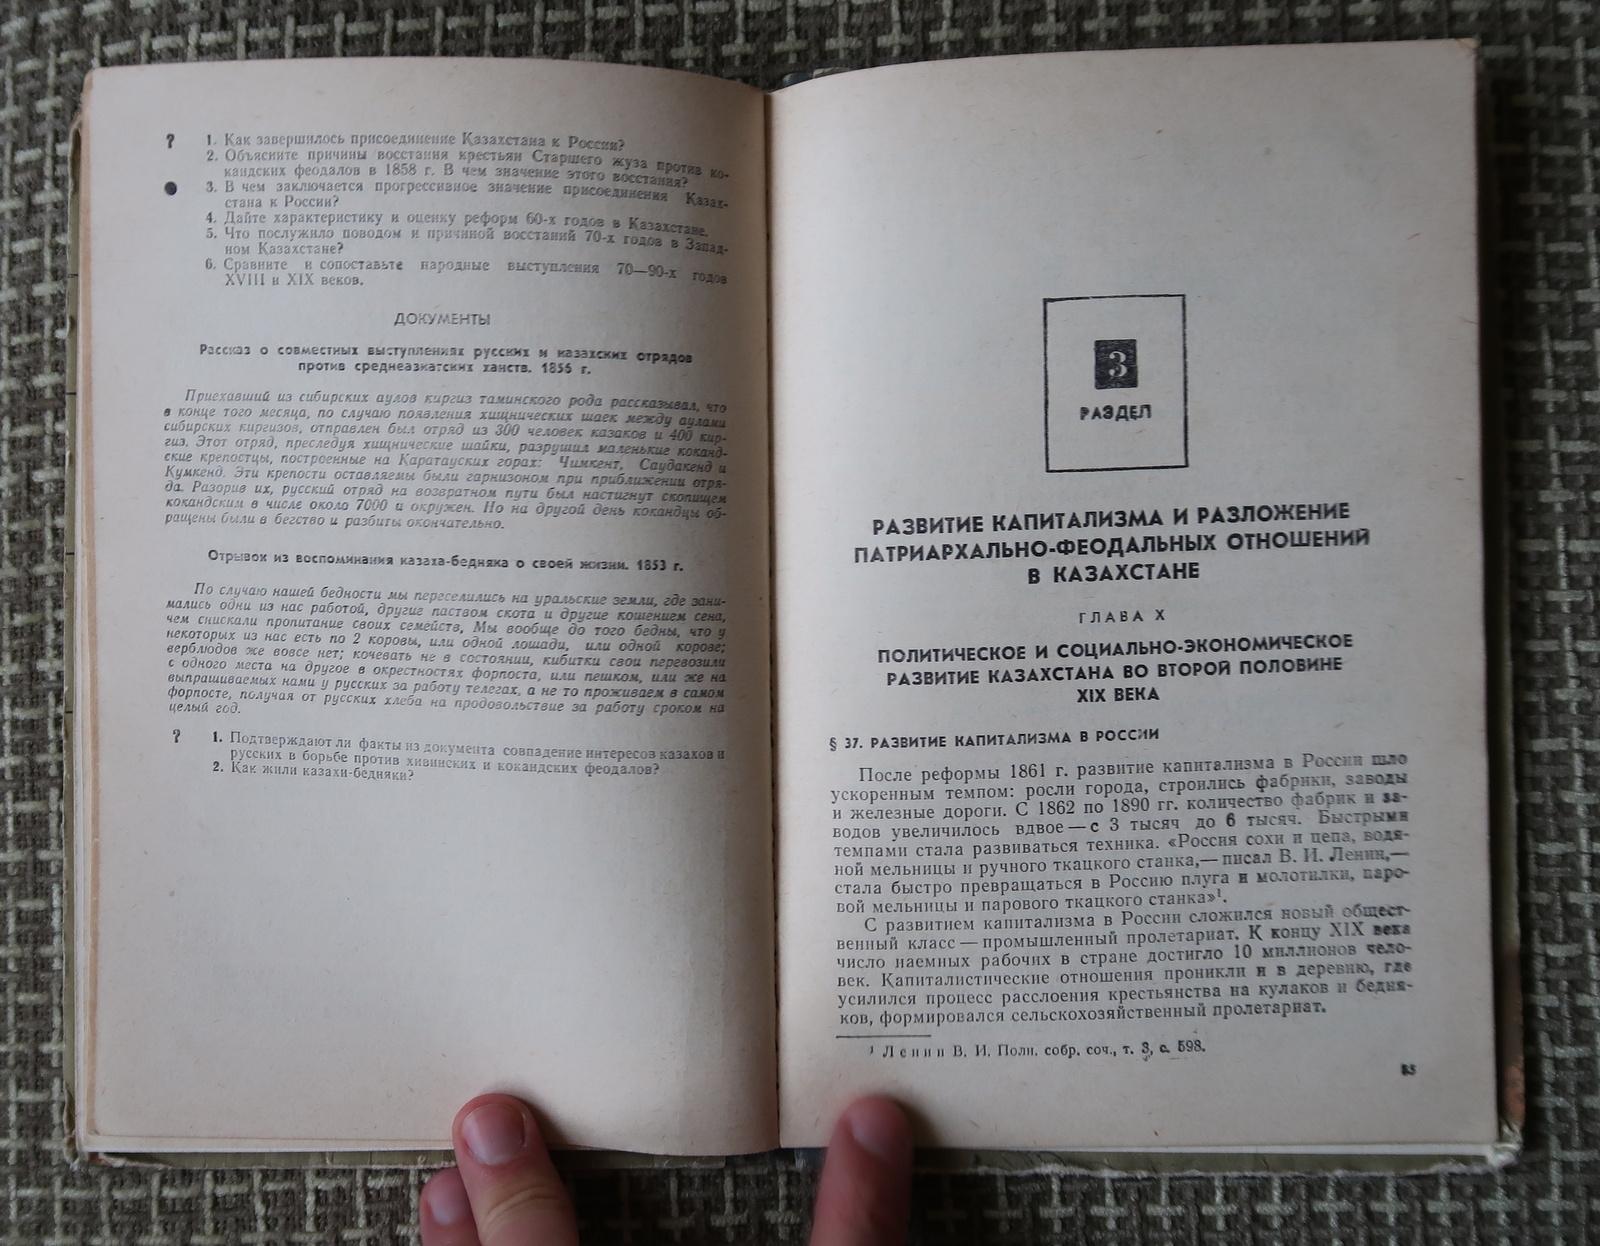 ? 1. Как завершилось присоединение Казахстана к России?
2. Объясните причины восстания крестьян Старшего жуза против ко-
кандских феодалов в 1858 г. В чем значение этого восстания?
3. В чем заключается прогрессивное значение присоединения Казах-
стана к России?
4. Дайте характеристику и оценку реформ 60-х годов в Казахстане.
5. Что послужило поводом и причиной восстаний 70-х годов в Запад-
ном Казахстане?
6. Сравните и сопоставьте народные выступления 70—90-х годов
XVIII и XIX веков.
ДОКУМЕНТЫ
Рассказ о совместных выступлениях русских и казахских отрядов
против среднеазиатских ханств. 1855 г.
Приехавший из сибирских аулов киргиз таминского рода рассказывал, что
в конце того месяца, по случаю появления хищнических шаек между аулами
сибирских киргизов, отправлен был отряд из 300 человек казаков и 400 кир-
гиз. Этот отряд, преследуя хищнические шайки, разрушил маленькие коканд-
ские крепостцы, построенные на Каратауских горах: Чимкент, Саудакенд и
Кумкенд. Эти крепости оставляемы были гарнизоном при приближении отря-
да. Разорив их, русский отряд на возвратном пути был настигнут скопищем
кокандским в числе около 7000 и окружен. Но на другой день кокандцы об-
ращены были в бегство и разбиты окончательно.
Отрывок из воспоминания казаха-бедняка о своей жизни. 1853 г.
По случаю нашей бедности мы переселились на уральские земли, где зани-
мались одни из нас работой, другие паством скота и другие кошением сена,
чем снискали пропитание своих семейств, Мы вообще до того бедны, что у
некоторых из нас есть по 2 коровы, или одной лошади, или одной корове;
верблюдов же вовсе нет; кочевать не в состоянии, кибитки свои перевозили
с одного места на другое в окрестностях форпоста, или пешком, или же на
выпрашиваемых нами у русских за работу телегах, а не то проживаем в самом
форпосте, получая от русских хлеба на продовольствие за работу сроком на
целый год.
? 1. Подтверждают ли факты из документа совпадение интересов казахов и
русских в борьбе против хивинских и кокандских феодалов?
2. Как жили казахи-бедняки?
3
РАЗДЕЛ
РАЗВИТИЕ КАПИТАЛИЗМА И РАЗЛОЖЕНИЕ
ПАТРИАРХАЛЬНО-ФЕОДАЛЬНЫХ ОТНОШЕНИЙ
В КАЗАХСТАНЕ
ГЛАВА X
ПОЛИТИЧЕСКОЕ И СОЦИАЛЬНО-ЭКОНОМИЧЕСКОЕ
РАЗВИТИЕ КАЗАХСТАНА ВО ВТОРОЙ ПОЛОВИНЕ
XIX ВЕКА
§ 37. РАЗВИТИЕ КАПИТАЛИЗМА В РОССИИ
После реформы 1861 г. развитие капитализма в России шло
ускоренным темпом: росли города, строились фабрики, заводы
и железные дороги. С 1862 по 1890 гг. количество фабрик и за-
водов увеличилось вдвое — с 3 тысяч до 6 тысяч. Быстрыми
темпами стала развиваться техника. «Россия сохи и цепа, водя-
ной мельницы и ручного ткацкого станка,— писал В. И. Ленин,—
стала быстро превращаться в Россию плуга и молотилки, паро-
вой мельницы и парового ткацкого станка»¹.
С развитием капитализма в России сложился новый общест-
венный класс — промышленный пролетариат. К концу XIX века
число наемных рабочих в стране достигло 10 миллионов чело-
век. Капиталистические отношения проникли и в деревню, где
усилился процесс расслоения крестьянства на кулаков и бедня-
ков, формировался сельскохозяйственный пролетариат.
¹ Ленин В. И. Полн. собр. соч., т. 3, с. 598.